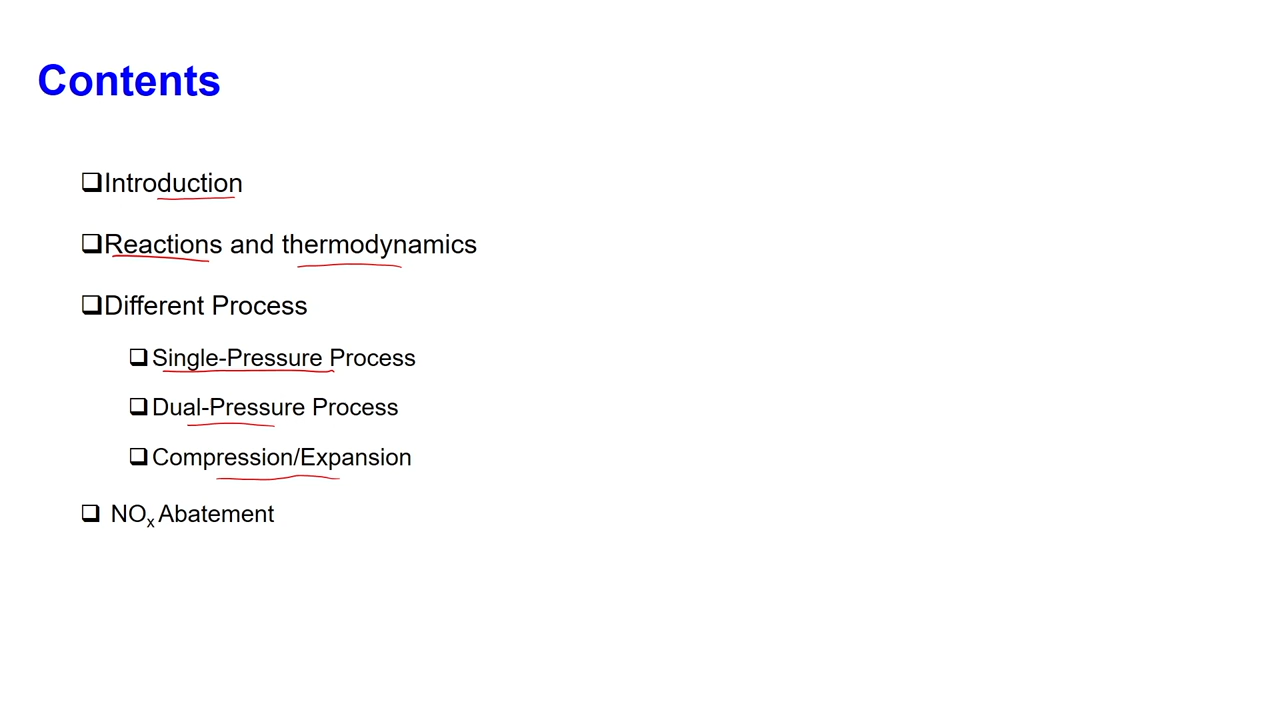 Contents
❑Introduction
❑Reactions and thermodynamics
❑Different Process
❑Single-Pressure Process
❑Dual-Pressure Process
❑Compression/Expansion
❑ NOx Abatement